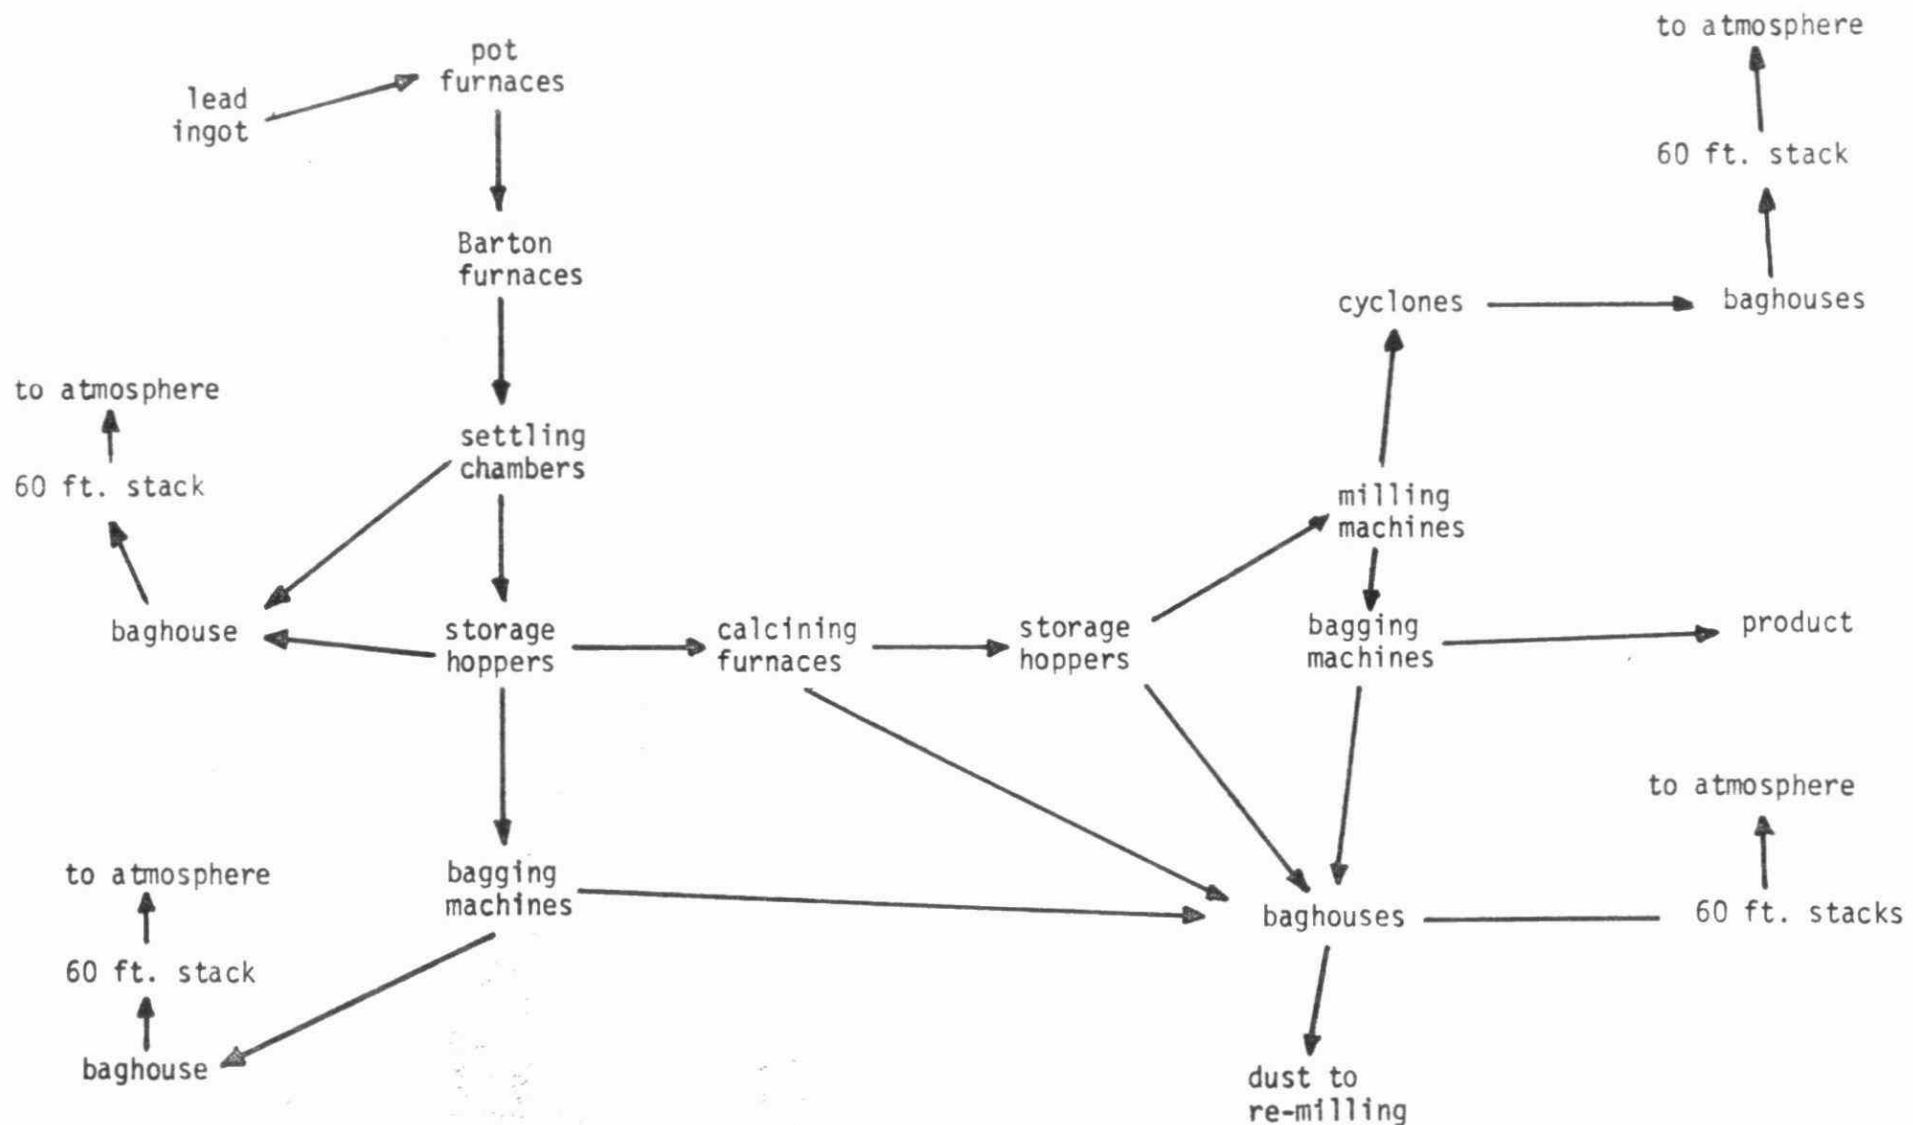 to atmosphere
pot
furnaces
lead
ingot
60 ft. stack
Barton
furnaces
cyclones
baghouses
to atmosphere
settling
chambers
60 ft. stack
milling
machines
baghouse
storage
hoppers
calcining
furnaces
storage
hoppers
bagging
machines
product
to atmosphere
to atmosphere
bagging
machines
baghouses
60 ft. stacks
60 ft. stack
baghouse
dust to
re-milling